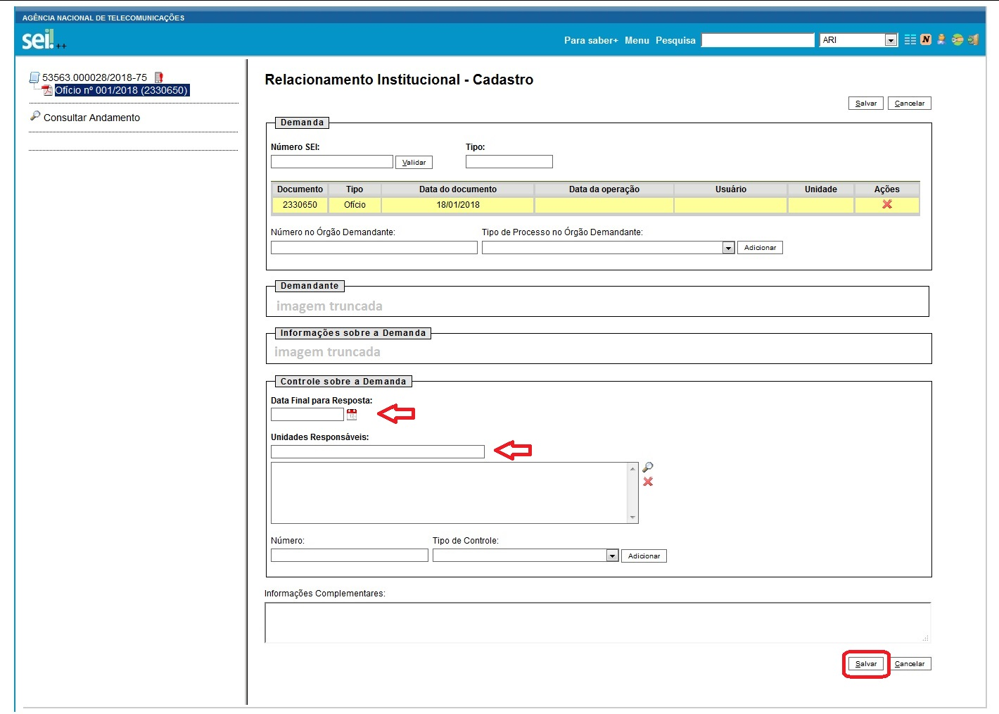 AGÊNCIA NACIONAL DE TELECOMUNICAÇÕES
sei! ++
Para saber+ Menu Pesquisa ARI
53563.000028/2018-75
Ofício nº 001/2018 (2330650)
Consultar Andamento
Relacionamento Institucional - Cadastro
Salvar Cancelar
Demanda
Número SEI: Tipo:
Validar
Documento Tipo Data do documento Data da operação Usuário Unidade Ações
2330650 Ofício 18/01/2018
Número no Órgão Demandante: Tipo de Processo no Órgão Demandante:
Adicionar
Demandante
imagem truncada
Informações sobre a Demanda
imagem truncada
Controle sobre a Demanda
Data Final para Resposta:
Unidades Responsáveis:
Número: Tipo de Controle:
Adicionar
Informações Complementares:
Salvar Cancelar